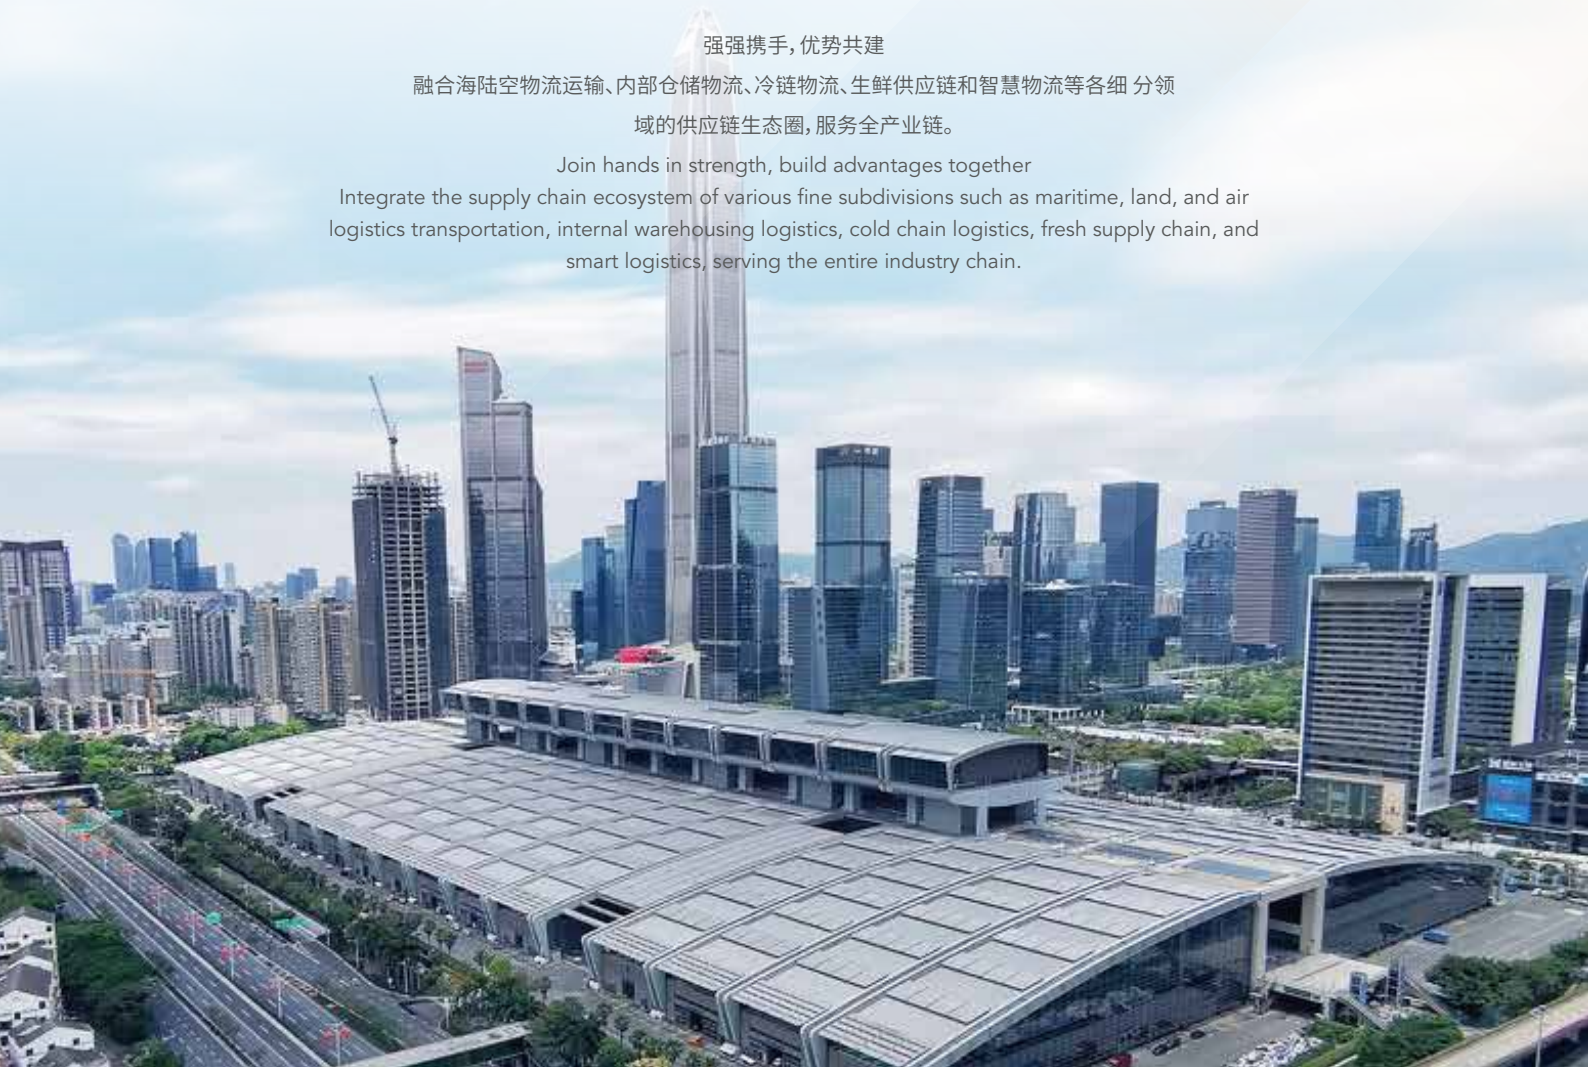 强强携手，优势共建
融合海陆空物流运输、内部仓储物流、冷链物流、生鲜供应链和智慧物流等各细 分领
域的供应链生态圈，服务全产业链。
Join hands in strength, build advantages together
Integrate the supply chain ecosystem of various fine subdivisions such as maritime, land, and air
logistics transportation, internal warehousing logistics, cold chain logistics, fresh supply chain, and
smart logistics, serving the entire industry chain.